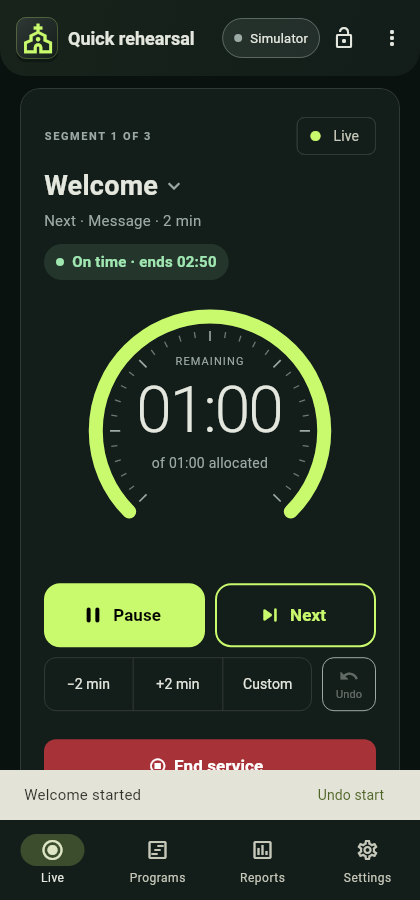 Quick rehearsal
Simulator
SEGMENT 1 OF 3
Live
Welcome
Next · Message · 2 min
On time · ends 02:50
REMAINING
01:00
of 01:00 allocated
Pause
Next
−2 min
+2 min
Custom
Undo
End service
Welcome started
Undo start
Live
Programs
Reports
Settings